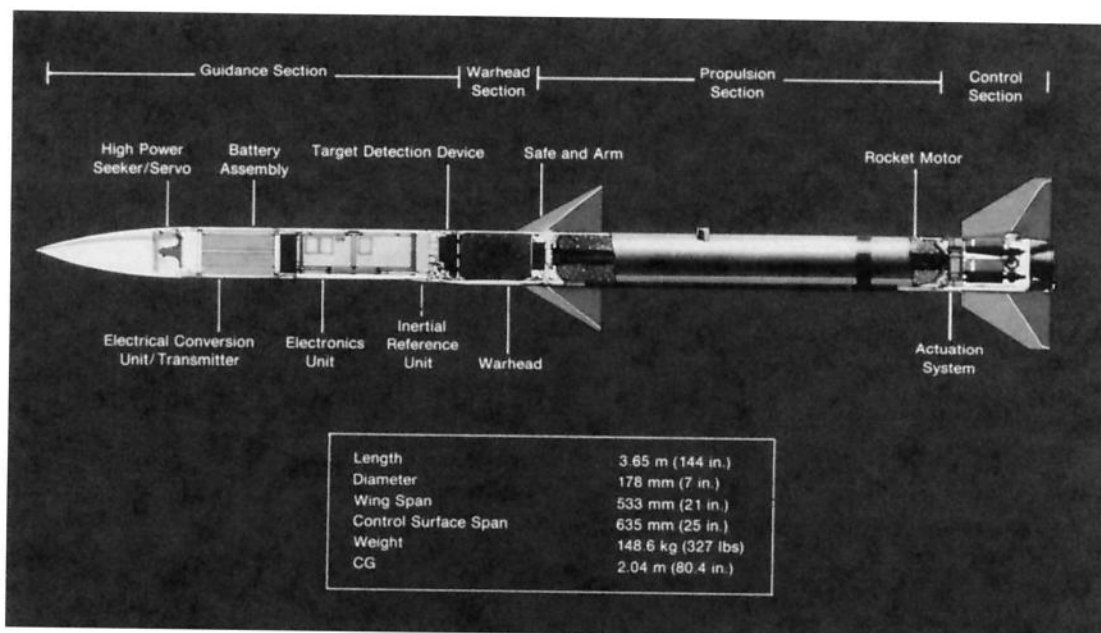 Guidance Section
Warhead
Section
Propulsion
Section
Control
Section
High Power
Seeker/Servo
Battery
Assembly
Target Detection Device
Safe and Arm
Rocket Motor
Electrical Conversion
Unit/Transmitter
Electronics
Unit
Inertial
Reference
Unit
Warhead
Actuation
System
Length 3.65 m (144 in.)
Diameter 178 mm (7 in.)
Wing Span 533 mm (21 in.)
Control Surface Span 635 mm (25 in.)
Weight 148.6 kg (327 lbs)
CG 2.04 m (80.4 in.)